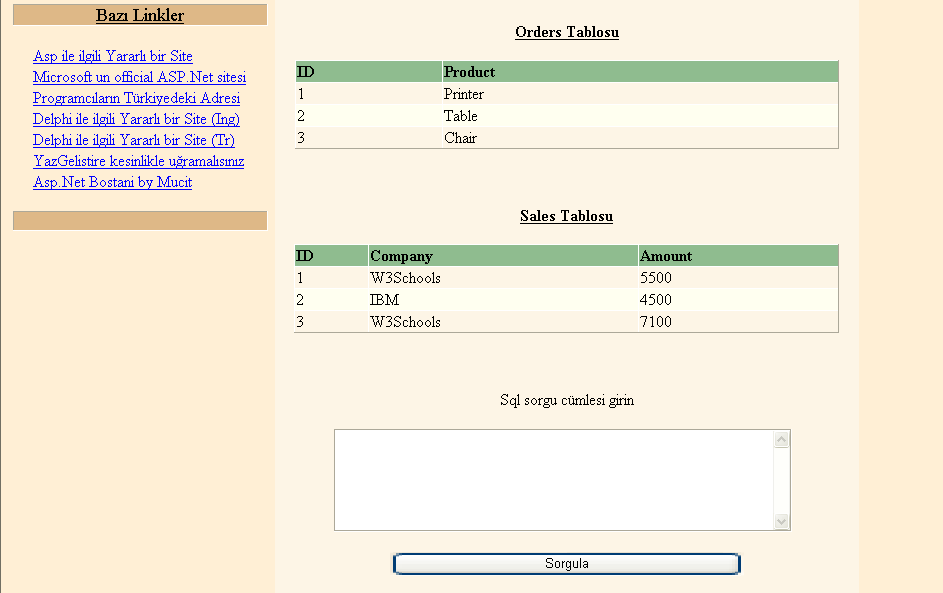 Bazı Linkler
Asp ile ilgili Yararlı bir Site
Microsoft un official ASP.Net sitesi
Programcıların Türkiyedeki Adresi
Delphi ile ilgili Yararlı bir Site (Ing)
Delphi ile ilgili Yararlı bir Site (Tr)
YazGelistire kesinlikle uğramalısınız
Asp.Net Bostani by Mucit
Orders Tablosu
ID Product
1 Printer
2 Table
3 Chair
Sales Tablosu
ID Company Amount
1 W3Schools 5500
2 IBM 4500
3 W3Schools 7100
Sql sorgu cümlesi girin
Sorgula